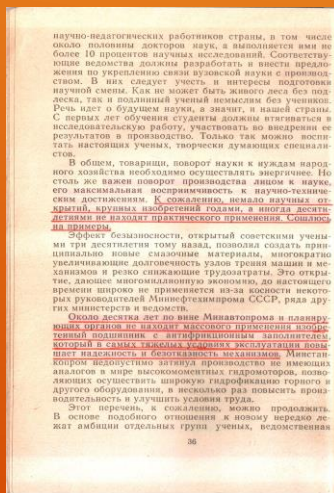 научно-педагогических работников страны, в том числе
около половины докторов наук, а выполняется ими не
более 10 процентов научных исследований. Соответствую-
щие ведомства должны разработать и внести предло-
жения по укреплению связи вузовской науки с производ-
ством. В них следует учесть и интересы подготовки
научной смены. Как не может быть живого леса без под-
леска, так и подлинный ученый немыслим без учеников.
Речь идет о будущем науки, а значит, и нашей страны.
С первых лет обучения студенты должны втягиваться в
исследовательскую работу, участвовать во внедрении ее
результатов в производство. Только так можно воспи-
тать настоящих ученых, творчески думающих специали-
стов.
В общем, товарищи, поворот науки к нуждам народ-
ного хозяйства необходимо осуществлять энергичнее. Но
столь же важен поворот производства лицом к науке,
его максимальная восприимчивость к научно-техниче-
ским достижениям. К сожалению, немало научных от-
крытий, крупных изобретений годами, а иногда десяти-
летиями не находят практического применения. Сошлюсь
на примеры.
Эффект безызносности, открытый советскими учены-
ми три десятилетия тому назад, позволил создать прин-
ципиально новые смазочные материалы, многократно
увеличивающие долговечность узлов трения машин и ме-
ханизмов и резко снижающие трудозатраты. Это откры-
тие, дающее многомиллионную экономию, до настоящего
времени широко не применяется из-за косности некото-
рых руководителей Миннефтехимпрома СССР, ряда дру-
гих министерств и ведомств.
Около десятка лет по вине Минавтопрома и планиру-
ющих органов не находит массового применения изобре-
тенный подшипник с антифрикционным заполнителем,
который в самых тяжелых условиях эксплуатации повы-
шает надежность и безотказность механизмов. Минстан-
копром недопустимо затянул производство не имеющих
аналогов в мире высокомоментных гидромоторов, позво-
ляющих осуществить широкую гидрофикацию горного и
другого оборудования, в несколько раз повысить произ-
водительность и улучшить условия труда.
Этот перечень, к сожалению, можно продолжить.
В основе подобного отношения к новому нередко ле-
жат амбиции отдельных групп ученых, ведомственная
36